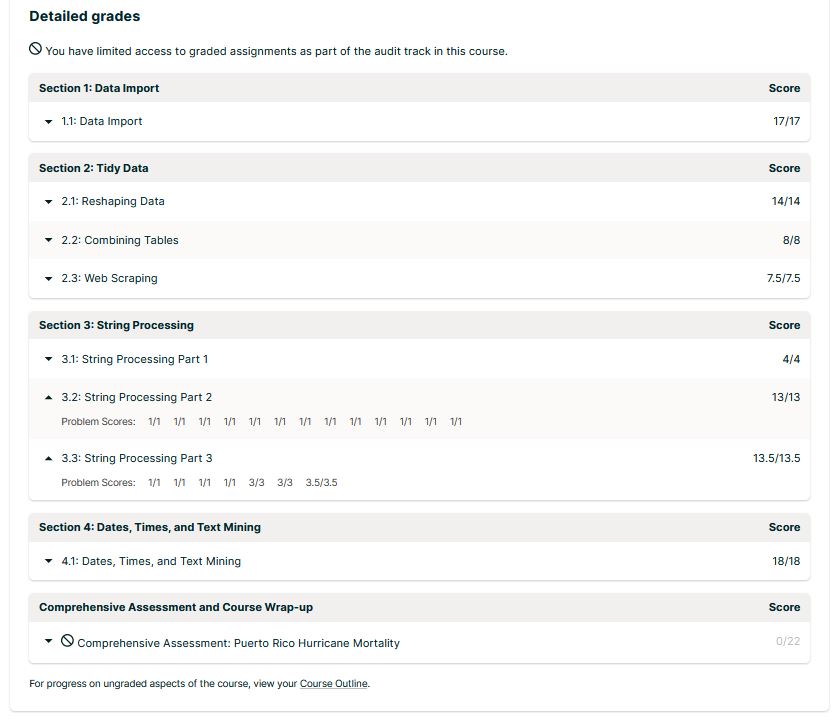 Detailed grades
You have limited access to graded assignments as part of the audit track in this course.
Section 1: Data Import Score
1.1: Data Import 17/17
Section 2: Tidy Data Score
2.1: Reshaping Data 14/14
2.2: Combining Tables 8/8
2.3: Web Scraping 7.5/7.5
Section 3: String Processing Score
3.1: String Processing Part 1 4/4
3.2: String Processing Part 2 13/13
Problem Scores: 1/1 1/1 1/1 1/1 1/1 1/1 1/1 1/1 1/1 1/1 1/1 1/1 1/1
3.3: String Processing Part 3 13.5/13.5
Problem Scores: 1/1 1/1 1/1 1/1 3/3 3/3 3.5/3.5
Section 4: Dates, Times, and Text Mining Score
4.1: Dates, Times, and Text Mining 18/18
Comprehensive Assessment and Course Wrap-up Score
Comprehensive Assessment: Puerto Rico Hurricane Mortality 0/22
For progress on ungraded aspects of the course, view your Course Outline.